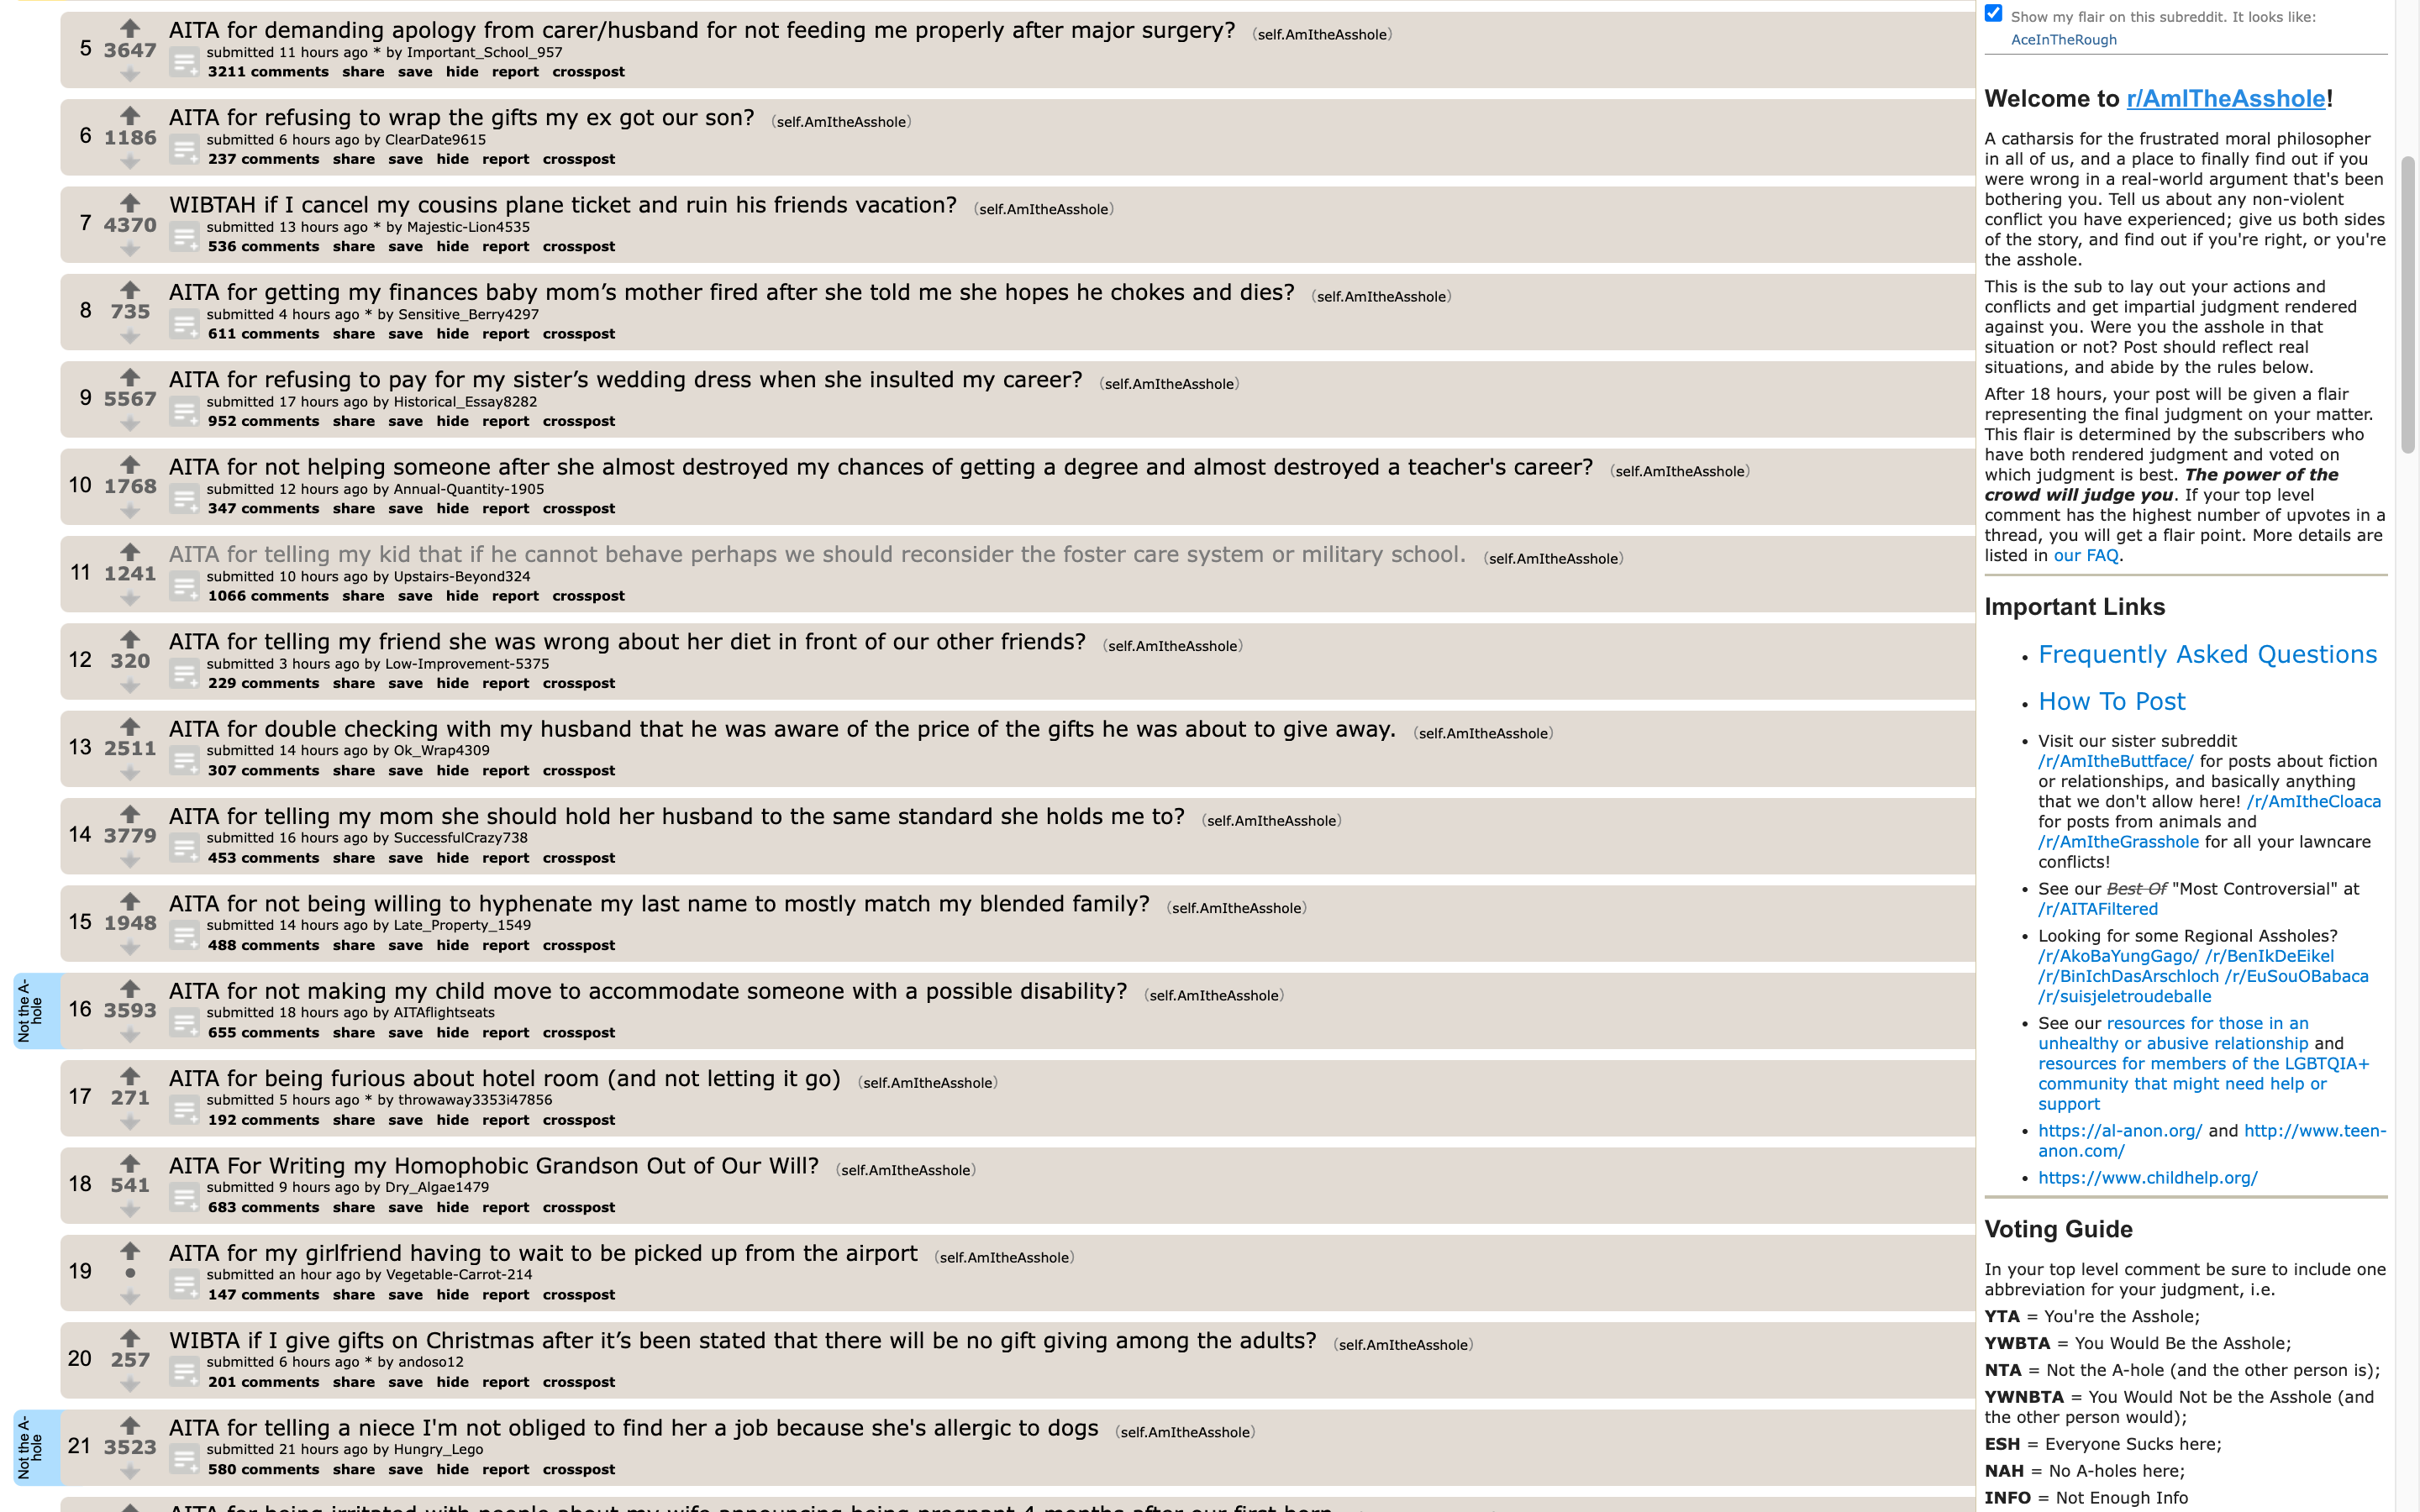 5
3647
AITA for demanding apology from carer/husband for not feeding me properly after major surgery? (self.AmItheAsshole)
submitted 11 hours ago * by Important_School_957
3211 comments share save hide report crosspost
6
1186
AITA for refusing to wrap the gifts my ex got our son? (self.AmItheAsshole)
submitted 6 hours ago by ClearDate9615
237 comments share save hide report crosspost
7
4370
WIBTAH if I cancel my cousins plane ticket and ruin his friends vacation? (self.AmItheAsshole)
submitted 13 hours ago * by Majestic-Lion4535
536 comments share save hide report crosspost
8
735
AITA for getting my finances baby mom’s mother fired after she told me she hopes he chokes and dies? (self.AmItheAsshole)
submitted 4 hours ago * by Sensitive_Berry4297
611 comments share save hide report crosspost
9
5567
AITA for refusing to pay for my sister’s wedding dress when she insulted my career? (self.AmItheAsshole)
submitted 17 hours ago by Historical_Essay8282
952 comments share save hide report crosspost
10
1768
AITA for not helping someone after she almost destroyed my chances of getting a degree and almost destroyed a teacher's career? (self.AmItheAsshole)
submitted 12 hours ago by Annual-Quantity-1905
347 comments share save hide report crosspost
11
1241
AITA for telling my kid that if he cannot behave perhaps we should reconsider the foster care system or military school. (self.AmItheAsshole)
submitted 10 hours ago by Upstairs-Beyond324
1066 comments share save hide report crosspost
12
320
AITA for telling my friend she was wrong about her diet in front of our other friends? (self.AmItheAsshole)
submitted 3 hours ago by Low-Improvement-5375
229 comments share save hide report crosspost
13
2511
AITA for double checking with my husband that he was aware of the price of the gifts he was about to give away. (self.AmItheAsshole)
submitted 14 hours ago by Ok_Wrap4309
307 comments share save hide report crosspost
14
3779
AITA for telling my mom she should hold her husband to the same standard she holds me to? (self.AmItheAsshole)
submitted 16 hours ago by SuccessfulCrazy738
453 comments share save hide report crosspost
15
1948
AITA for not being willing to hyphenate my last name to mostly match my blended family? (self.AmItheAsshole)
submitted 14 hours ago by Late_Property_1549
488 comments share save hide report crosspost
Not the A-
hole
16
3593
AITA for not making my child move to accommodate someone with a possible disability? (self.AmItheAsshole)
submitted 18 hours ago by AITAflightseats
655 comments share save hide report crosspost
17
271
AITA for being furious about hotel room (and not letting it go) (self.AmItheAsshole)
submitted 5 hours ago * by throwaway3353i47856
192 comments share save hide report crosspost
18
541
AITA For Writing my Homophobic Grandson Out of Our Will? (self.AmItheAsshole)
submitted 9 hours ago by Dry_Algae1479
683 comments share save hide report crosspost
19
•
AITA for my girlfriend having to wait to be picked up from the airport (self.AmItheAsshole)
submitted an hour ago by Vegetable-Carrot-214
147 comments share save hide report crosspost
20
257
WIBTA if I give gifts on Christmas after it’s been stated that there will be no gift giving among the adults? (self.AmItheAsshole)
submitted 6 hours ago * by andoso12
201 comments share save hide report crosspost
Not the A-
hole
21
3523
AITA for telling a niece I'm not obliged to find her a job because she's allergic to dogs (self.AmItheAsshole)
submitted 21 hours ago by Hungry_Lego
580 comments share save hide report crosspost
AITA for being irritated with people about my wife announcing being pregnant 4 months after our first born
Show my flair on this subreddit. It looks like:
AceInTheRough
Welcome to r/AmITheAsshole!
A catharsis for the frustrated moral philosopher
in all of us, and a place to finally find out if you
were wrong in a real-world argument that's been
bothering you. Tell us about any non-violent
conflict you have experienced; give us both sides
of the story, and find out if you're right, or you're
the asshole.
This is the sub to lay out your actions and
conflicts and get impartial judgment rendered
against you. Were you the asshole in that
situation or not? Post should reflect real
situations, and abide by the rules below.
After 18 hours, your post will be given a flair
representing the final judgment on your matter.
This flair is determined by the subscribers who
have both rendered judgment and voted on
which judgment is best. The power of the
crowd will judge you. If your top level
comment has the highest number of upvotes in a
thread, you will get a flair point. More details are
listed in our FAQ.
Important Links
• Frequently Asked Questions
• How To Post
• Visit our sister subreddit
/r/AmItheButtface/ for posts about fiction
or relationships, and basically anything
that we don't allow here! /r/AmItheCloaca
for posts from animals and
/r/AmItheGrasshole for all your lawncare
conflicts!
• See our Best Of "Most Controversial" at
/r/AITAFiltered
• Looking for some Regional Assholes?
/r/AkoBaYungGago/ /r/BenIkDeEikel
/r/BinIchDasArschloch /r/EuSouOBabaca
/r/suisjeletroudeballe
• See our resources for those in an
unhealthy or abusive relationship and
resources for members of the LGBTQIA+
community that might need help or
support
• https://al-anon.org/ and http://www.teen-
anon.com/
• https://www.childhelp.org/
Voting Guide
In your top level comment be sure to include one
abbreviation for your judgment, i.e.
YTA = You're the Asshole;
YWBTA = You Would Be the Asshole;
NTA = Not the A-hole (and the other person is);
YWNBTA = You Would Not be the Asshole (and
the other person would);
ESH = Everyone Sucks here;
NAH = No A-holes here;
INFO = Not Enough Info